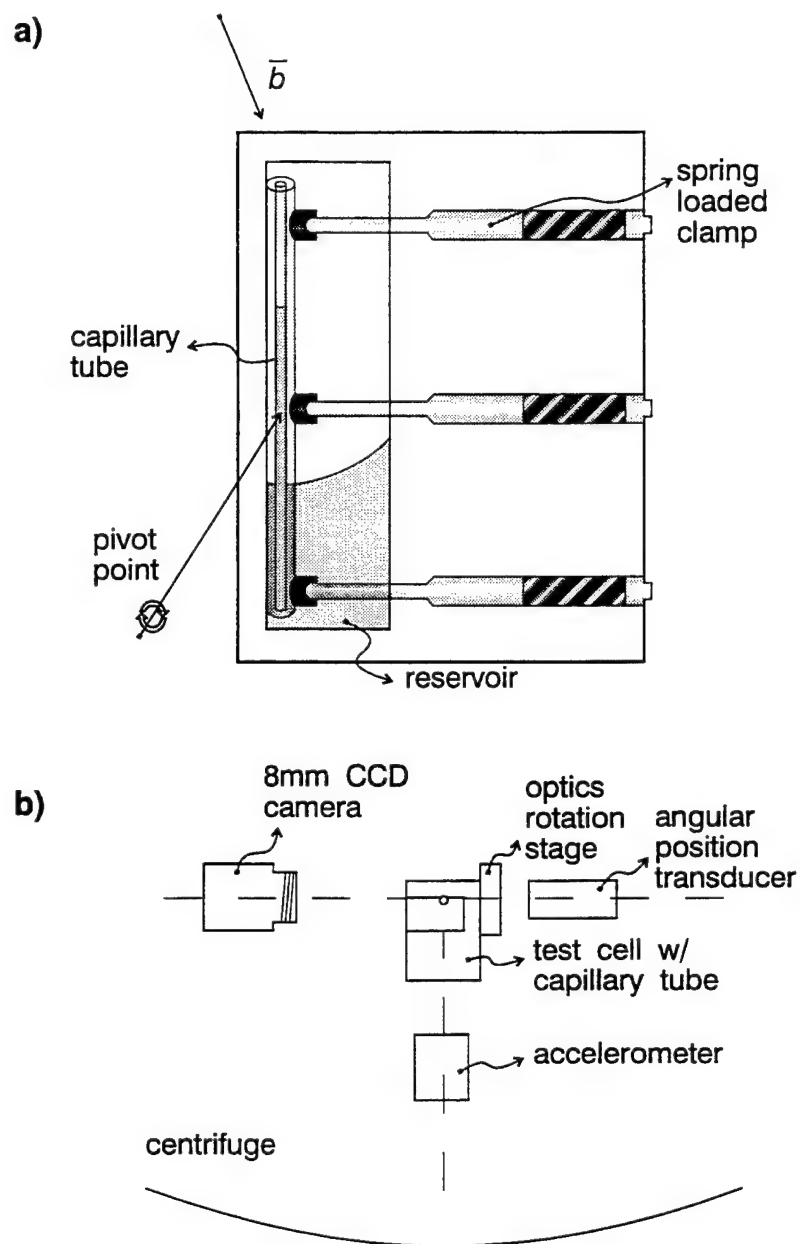 a)
b̅
spring
loaded
clamp
capillary
tube
pivot
point
reservoir
b)
8mm CCD
camera
optics
rotation
stage
angular
position
transducer
test cell w/
capillary tube
accelerometer
centrifuge